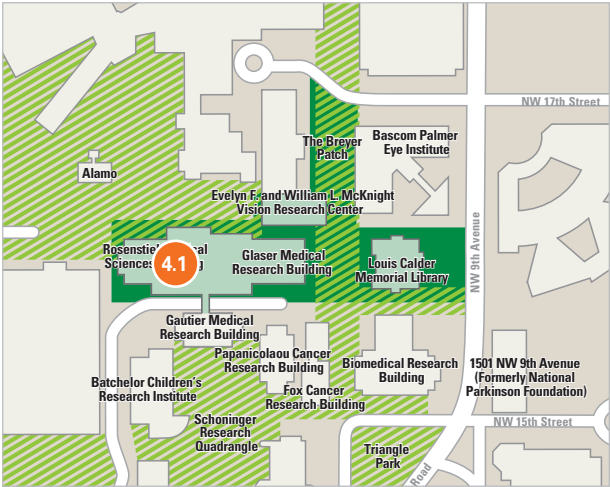 NW 17th Street
The Breyer
Patch
Bascom Palmer
Eye Institute
Alamo
Evelyn F. and William L. McKnight
Vision Research Center
NW 9th Avenue
4.1
Glaser Medical
Research Building
Louis Calder
Memorial Library
Gautier Medical
Research Building
Papanicolaou Cancer
Research Building
Biomedical Research
Building
1501 NW 9th Avenue
(Formerly National
Parkinson Foundation)
Batchelor Children's
Research Institute
Fox Cancer
Research Building
Schoninger
Research
Quadrangle
NW 15th Street
Triangle
Park
Road